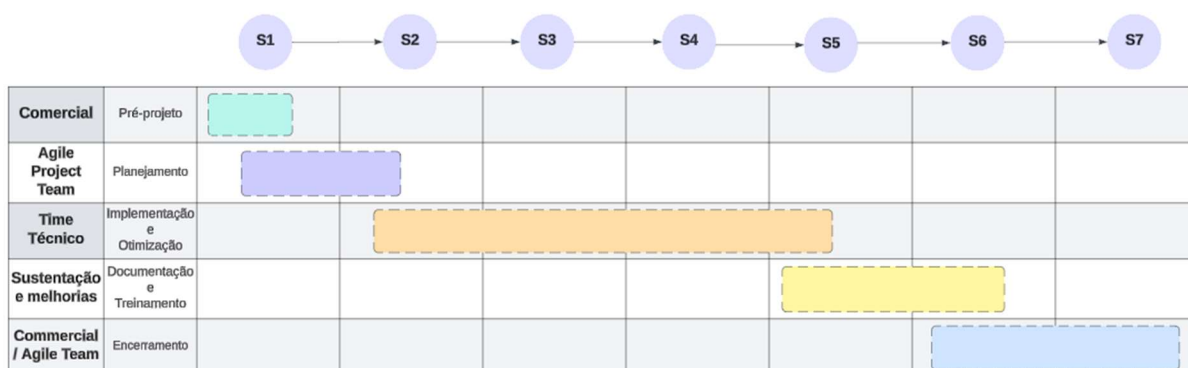 S1 S2 S3 S4 S5 S6 S7
Comercial
Pré-projeto
Agile
Project
Team
Planejamento
Time
Técnico
Implementação
e
Otimização
Sustentação
e melhorias
Documentação
e
Treinamento
Commercial
/ Agile Team
Encerramento